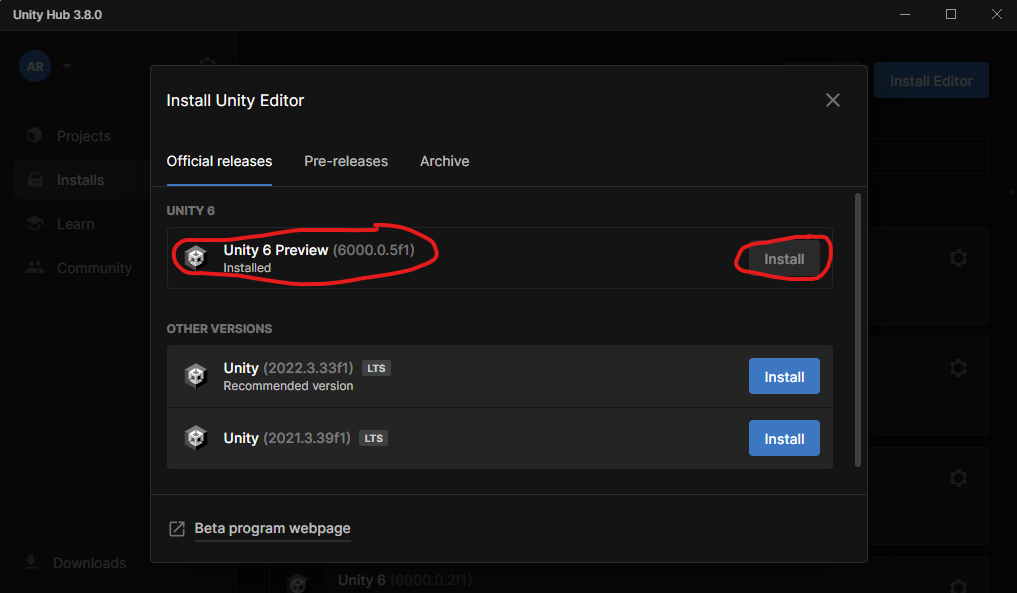 Unity Hub 3.8.0
AR
Install Editor
Projects
Installs
Learn
Community
Downloads
Install Unity Editor
Official releases Pre-releases Archive
UNITY 6
Unity 6 Preview (6000.0.5f1)
Installed
Install
OTHER VERSIONS
Unity (2022.3.33f1) LTS
Recommended version
Install
Unity (2021.3.39f1) LTS
Install
Beta program webpage
Unity 6 (6000.0.2f1)